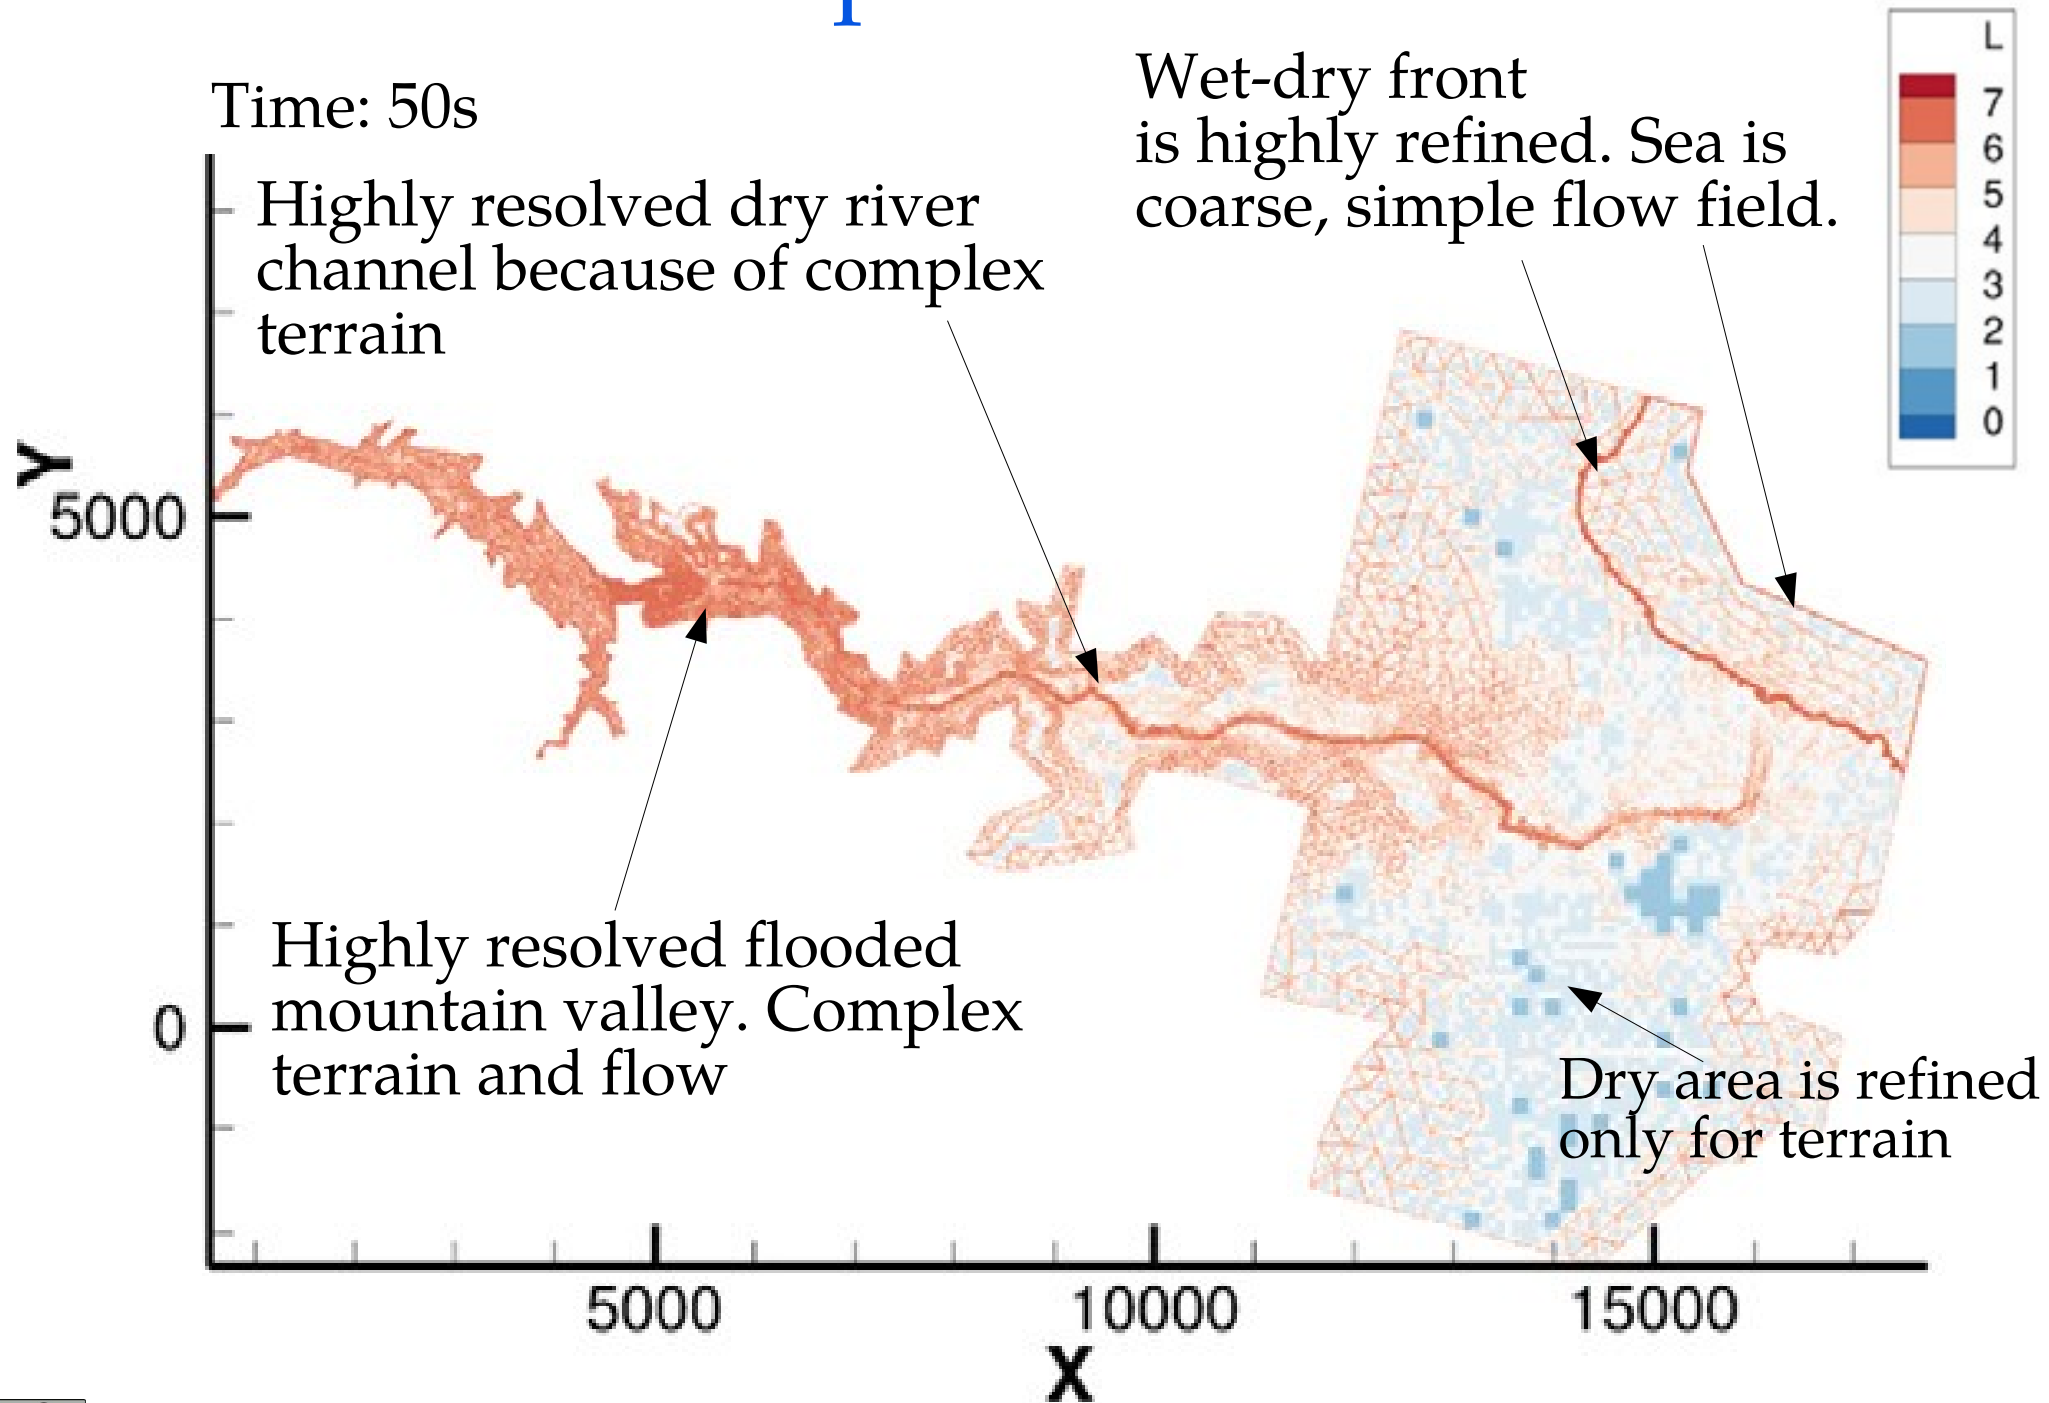 Time: 50s
Wet-dry front
is highly refined. Sea is
coarse, simple flow field.
Highly resolved dry river
channel because of complex
terrain
L
7
6
5
4
3
2
1
0
Y
5000
0
Highly resolved flooded
mountain valley. Complex
terrain and flow
Dry area is refined
only for terrain
5000 10000 15000
X